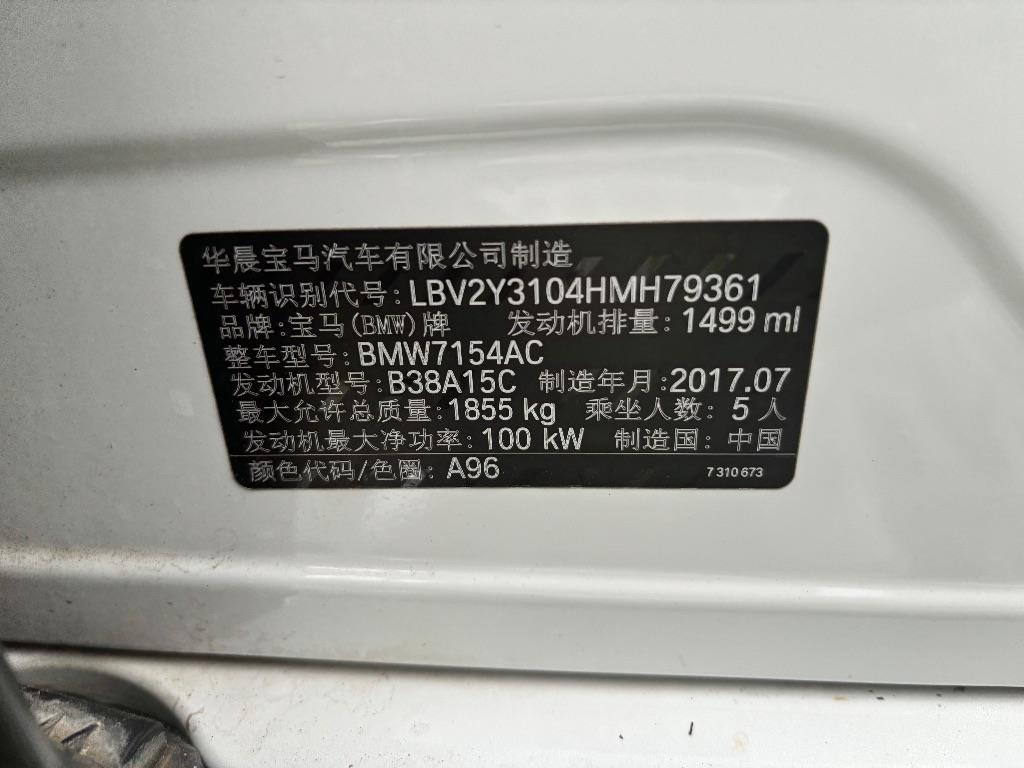 华晨宝马汽车有限公司制造
车辆识别代号: LBV2Y3104HMH79361
品牌: 宝马(BMW)牌 发动机排量: 1499 ml
整车型号: BMW7154AC
发动机型号: B38A15C 制造年月: 2017.07
最大允许总质量: 1855 kg 乘坐人数: 5 人
发动机最大净功率: 100 kW 制造国: 中国
颜色代码/色圈: A96 7 310 673